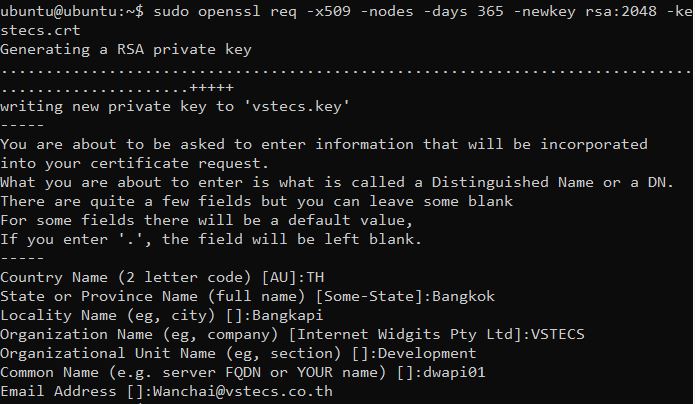 ubuntu@ubuntu:~$ sudo openssl req -x509 -nodes -days 365 -newkey rsa:2048 -ke
stecs.crt
Generating a RSA private key
.............................................................................
.....................+++++
writing new private key to 'vstecs.key'
-----
You are about to be asked to enter information that will be incorporated
into your certificate request.
What you are about to enter is what is called a Distinguished Name or a DN.
There are quite a few fields but you can leave some blank
For some fields there will be a default value,
If you enter '.', the field will be left blank.
-----
Country Name (2 letter code) [AU]:TH
State or Province Name (full name) [Some-State]:Bangkok
Locality Name (eg, city) []:Bangkapi
Organization Name (eg, company) [Internet Widgits Pty Ltd]:VSTECS
Organizational Unit Name (eg, section) []:Development
Common Name (e.g. server FQDN or YOUR name) []:dwapi01
Email Address []:Wanchai@vstecs.co.th